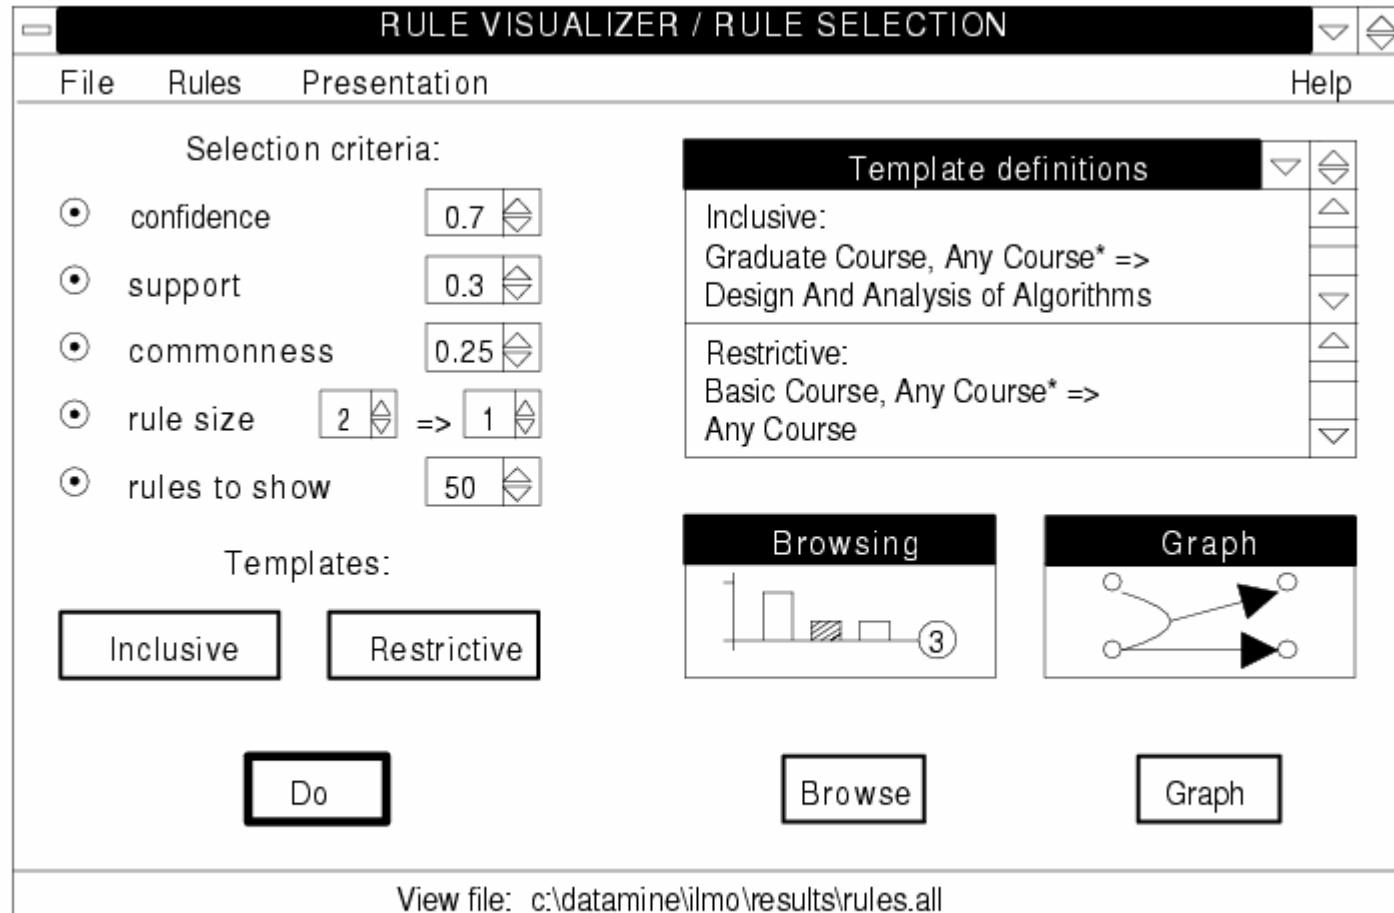 RULE VISUALIZER / RULE SELECTION
File Rules Presentation Help
Selection criteria:
confidence 0.7
support 0.3
commonness 0.25
rule size 2 => 1
rules to show 50
Templates:
Inclusive Restrictive
Do
Template definitions
Inclusive:
Graduate Course, Any Course* =>
Design And Analysis of Algorithms
Restrictive:
Basic Course, Any Course* =>
Any Course
Browsing
3
Browse
Graph
Graph
View file: c:\datamine\ilmo\results\rules.all